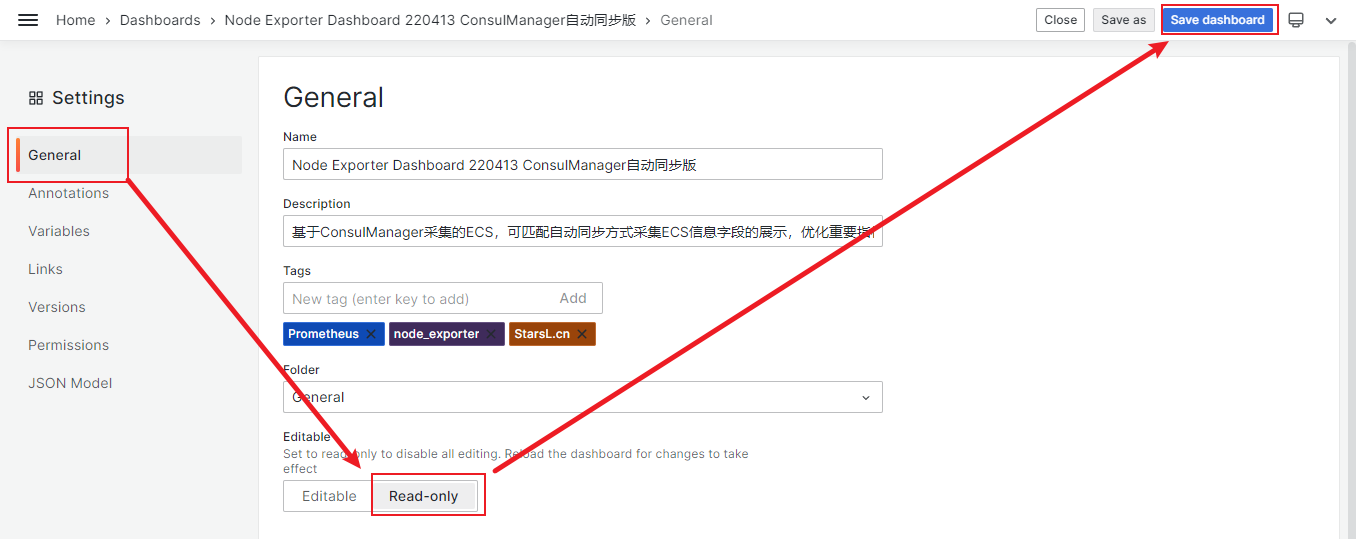 Home › Dashboards › Node Exporter Dashboard 220413 ConsulManager自动同步版 › General
Close
Save as
Save dashboard
Settings
General
Annotations
Variables
Links
Versions
Permissions
JSON Model
General
Name
Node Exporter Dashboard 220413 ConsulManager自动同步版
Description
基于ConsulManager采集的ECS，可匹配自动同步方式采集ECS信息字段的展示，优化重要指
Tags
New tag (enter key to add)
Add
Prometheus
node_exporter
StarsL.cn
Folder
General
Editable
Set to read-only to disable all editing. Reload the dashboard for changes to take
effect
Editable
Read-only